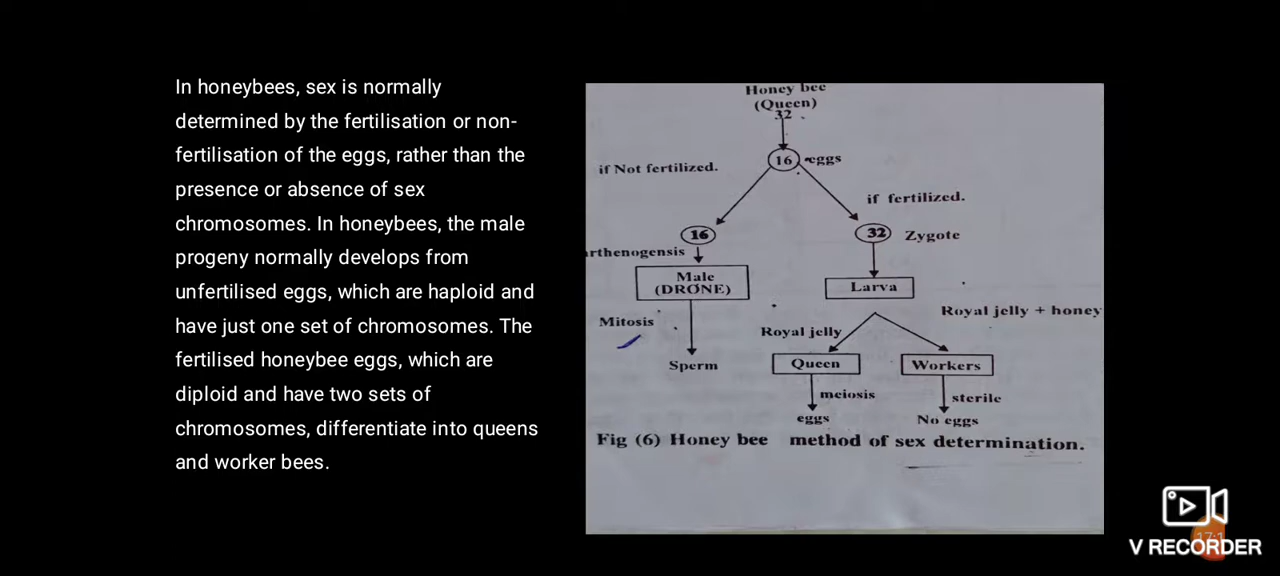 In honeybees, sex is normally
determined by the fertilisation or non-
fertilisation of the eggs, rather than the
presence or absence of sex
chromosomes. In honeybees, the male
progeny normally develops from
unfertilised eggs, which are haploid and
have just one set of chromosomes. The
fertilised honeybee eggs, which are
diploid and have two sets of
chromosomes, differentiate into queens
and worker bees.
Honey bee
(Queen)
32
16 eggs
if Not fertilized.
if fertilized.
16
32 Zygote
arthenogensis
Male
(DRONE)
Larva
Mitosis
Royal jelly
Royal jelly + honey
Sperm
Queen
Workers
meiosis
sterile
eggs
No eggs
Fig (6) Honey bee method of sex determination.
V RECORDER